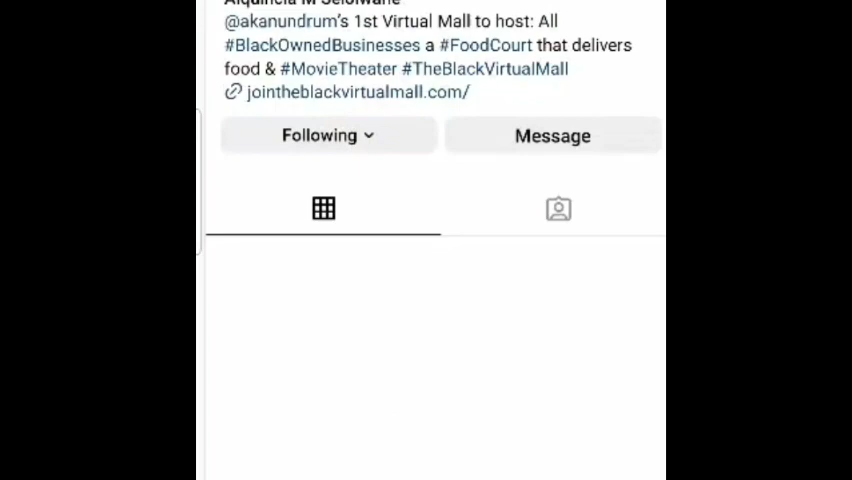 Alquincia M Selolwane
@akanundrum's 1st Virtual Mall to host: All
#BlackOwnedBusinesses a #FoodCourt that delivers
food & #MovieTheater #TheBlackVirtualMall
jointheblackvirtualmall.com/
Following
Message